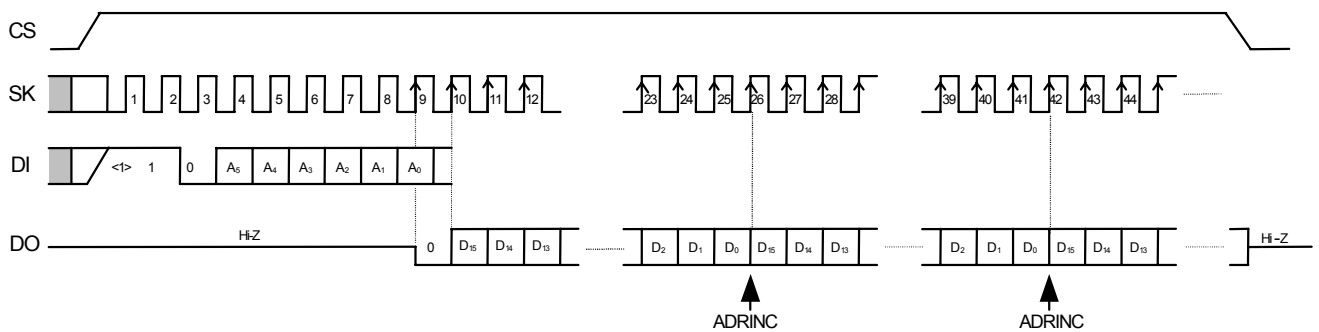 CS
SK 1 2 3 4 5 6 7 8 9 10 11 12 23 24 25 26 27 28 39 40 41 42 43 44
DI <1> 1 0 A₅ A₄ A₃ A₂ A₁ A₀
DO Hi-Z 0 D₁₅ D₁₄ D₁₃ D₂ D₁ D₀ D₁₅ D₁₄ D₁₃ D₂ D₁ D₀ D₁₅ D₁₄ D₁₃ Hi-Z
ADRINC ADRINC